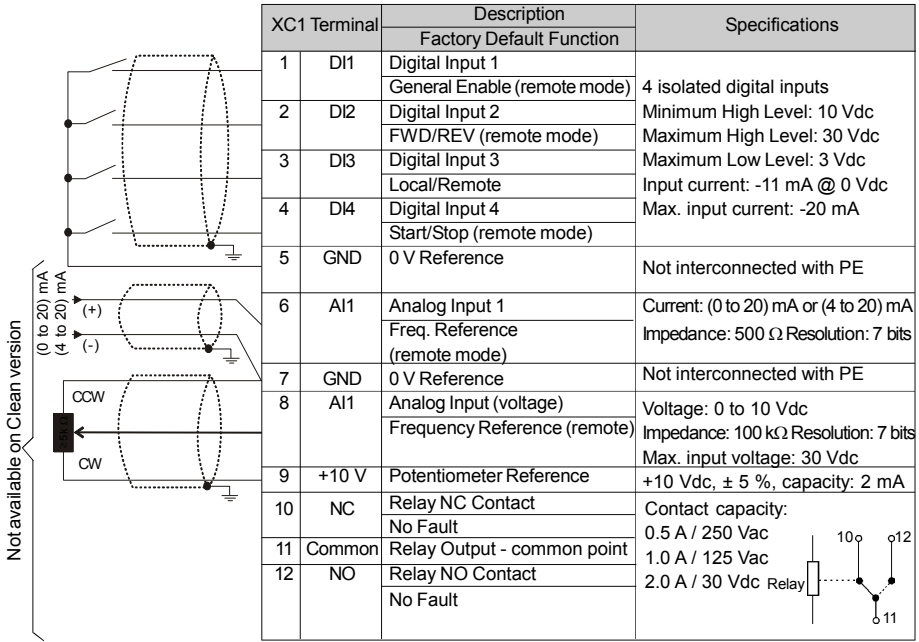 XC1 Terminal
Description
Factory Default Function
Specifications
1 DI1 Digital Input 1
General Enable (remote mode)
2 DI2 Digital Input 2
FWD/REV (remote mode)
3 DI3 Digital Input 3
Local/Remote
4 DI4 Digital Input 4
Start/Stop (remote mode)
4 isolated digital inputs
Minimum High Level: 10 Vdc
Maximum High Level: 30 Vdc
Maximum Low Level: 3 Vdc
Input current: -11 mA @ 0 Vdc
Max. input current: -20 mA
5 GND 0 V Reference
Not interconnected with PE
6 AI1 Analog Input 1
Freq. Reference
(remote mode)
Current: (0 to 20) mA or (4 to 20) mA
Impedance: 500 Ω Resolution: 7 bits
7 GND 0 V Reference
Not interconnected with PE
8 AI1 Analog Input (voltage)
Frequency Reference (remote)
Voltage: 0 to 10 Vdc
Impedance: 100 kΩ Resolution: 7 bits
Max. input voltage: 30 Vdc
9 +10 V Potentiometer Reference
+10 Vdc, ± 5 %, capacity: 2 mA
10 NC Relay NC Contact
No Fault
11 Common Relay Output - common point
12 NO Relay NO Contact
No Fault
Contact capacity:
0.5 A / 250 Vac
1.0 A / 125 Vac
2.0 A / 30 Vdc
Relay
10
12
11
Not available on Clean version
(0 to 20) mA
(4 to 20) mA
(+)
(-)
CCW
CW